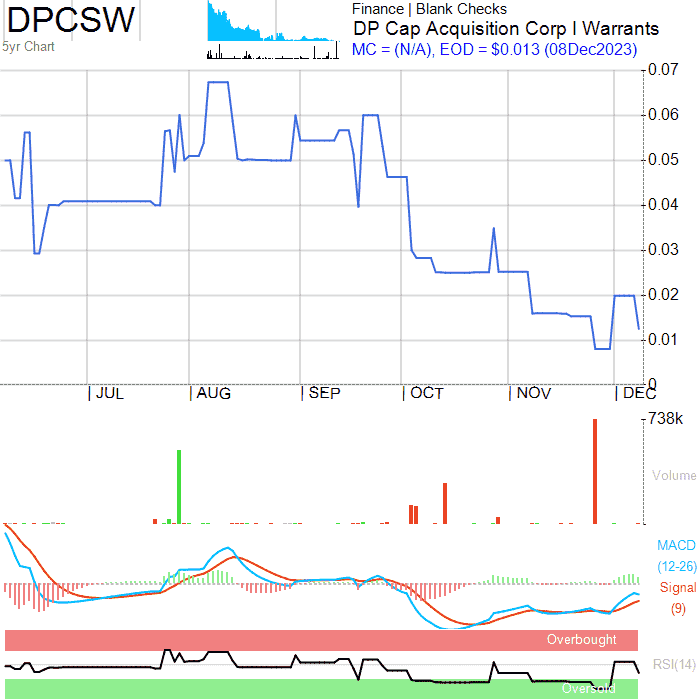 DPCSW
5yr Chart
Finance | Blank Checks
DP Cap Acquisition Corp I Warrants
MC = (N/A), EOD = $0.013 (08Dec2023)
0.07
0.06
0.05
0.04
0.03
0.02
0.01
0
JUL AUG SEP OCT NOV DEC
738k
Volume
MACD
(12-26)
Signal
(9)
Overbought
RSI(14)
Oversold